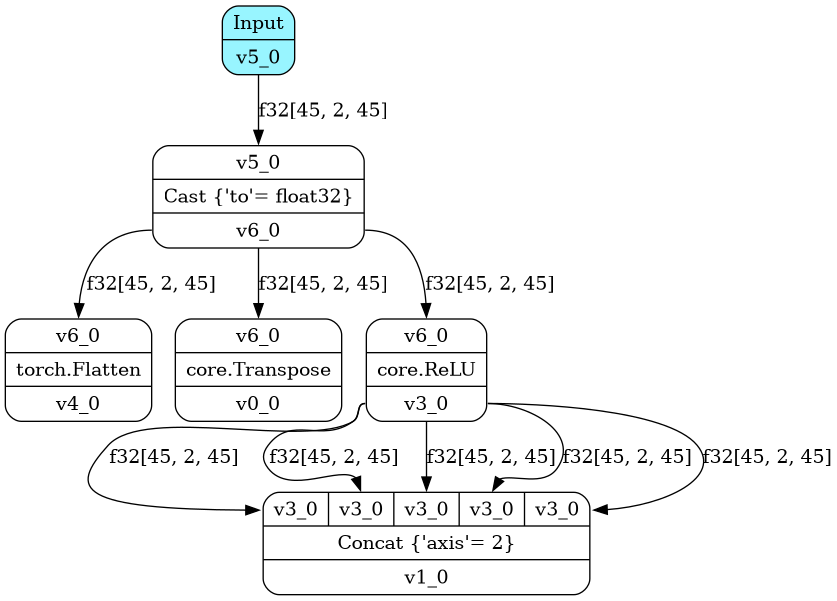 Input
v5_0
f32[45, 2, 45]
v5_0
Cast {'to'= float32}
v6_0
f32[45, 2, 45] f32[45, 2, 45] f32[45, 2, 45]
v6_0 v6_0 v6_0
torch.Flatten core.Transpose core.ReLU
v4_0 v0_0 v3_0
f32[45, 2, 45] f32[45, 2, 45] f32[45, 2, 45] f32[45, 2, 45] f32[45, 2, 45]
v3_0 v3_0 v3_0 v3_0 v3_0
Concat {'axis'= 2}
v1_0